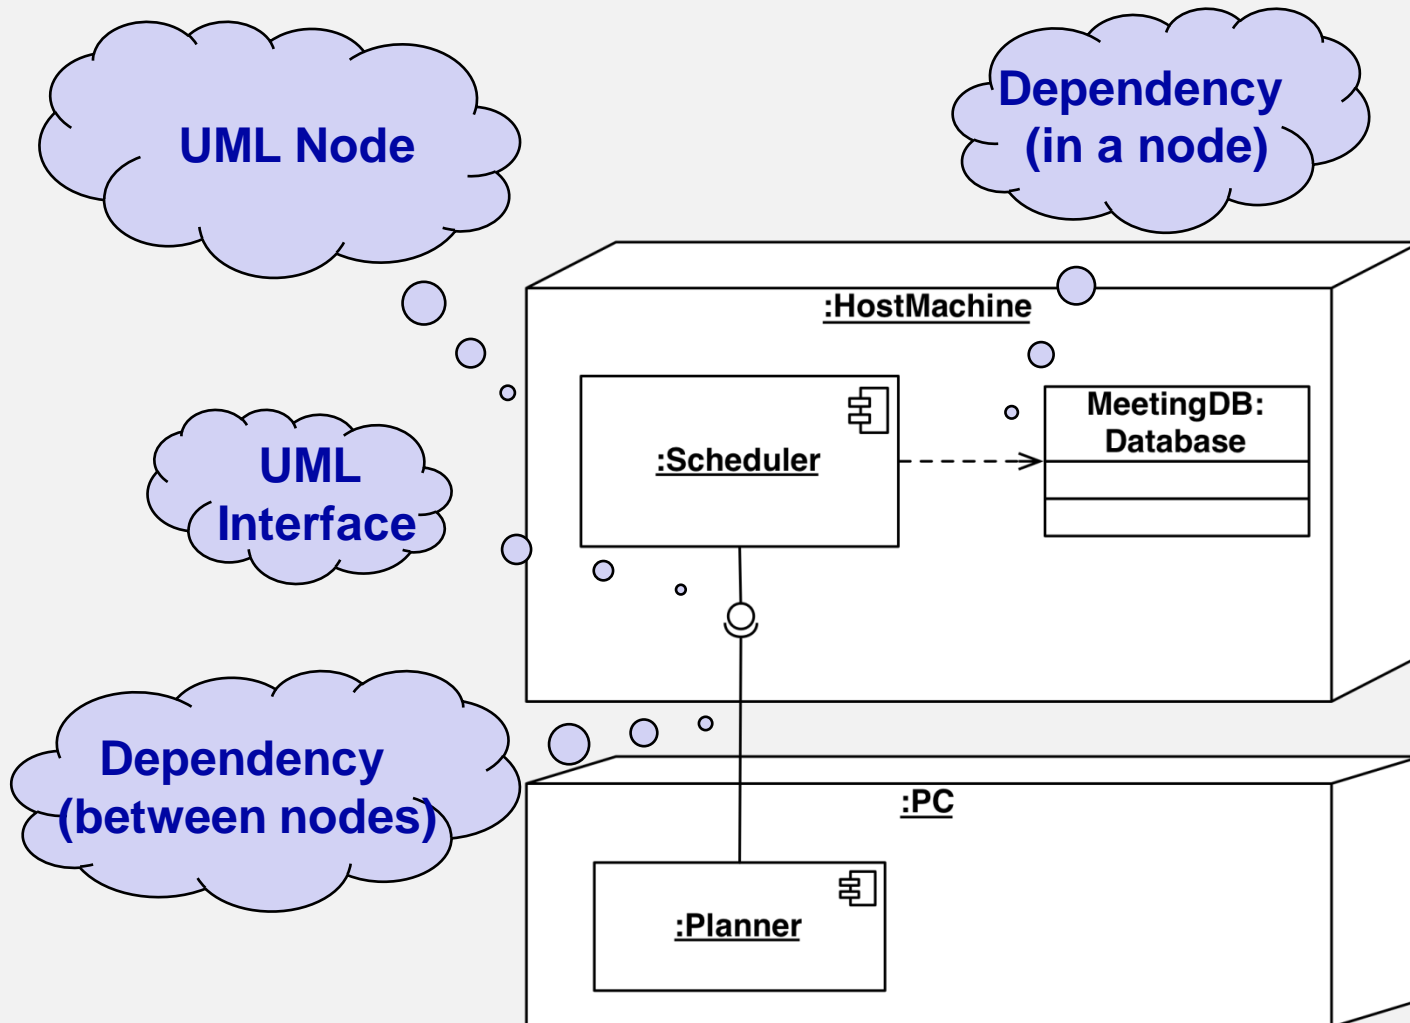 UML Node
Dependency
(in a node)
:HostMachine
MeetingDB:
Database
:Scheduler
UML
Interface
Dependency
(between nodes)
:PC
:Planner